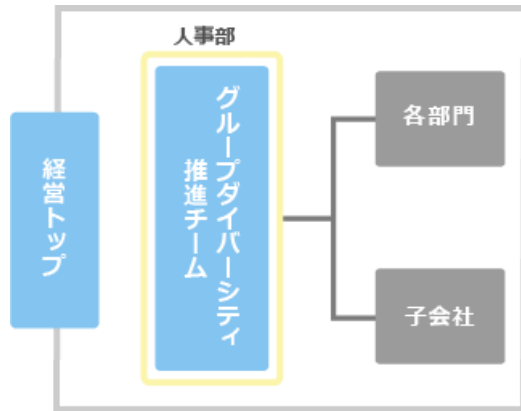 人事部
経営トップ
グループダイバーシティ
推進チーム
各部門
子会社